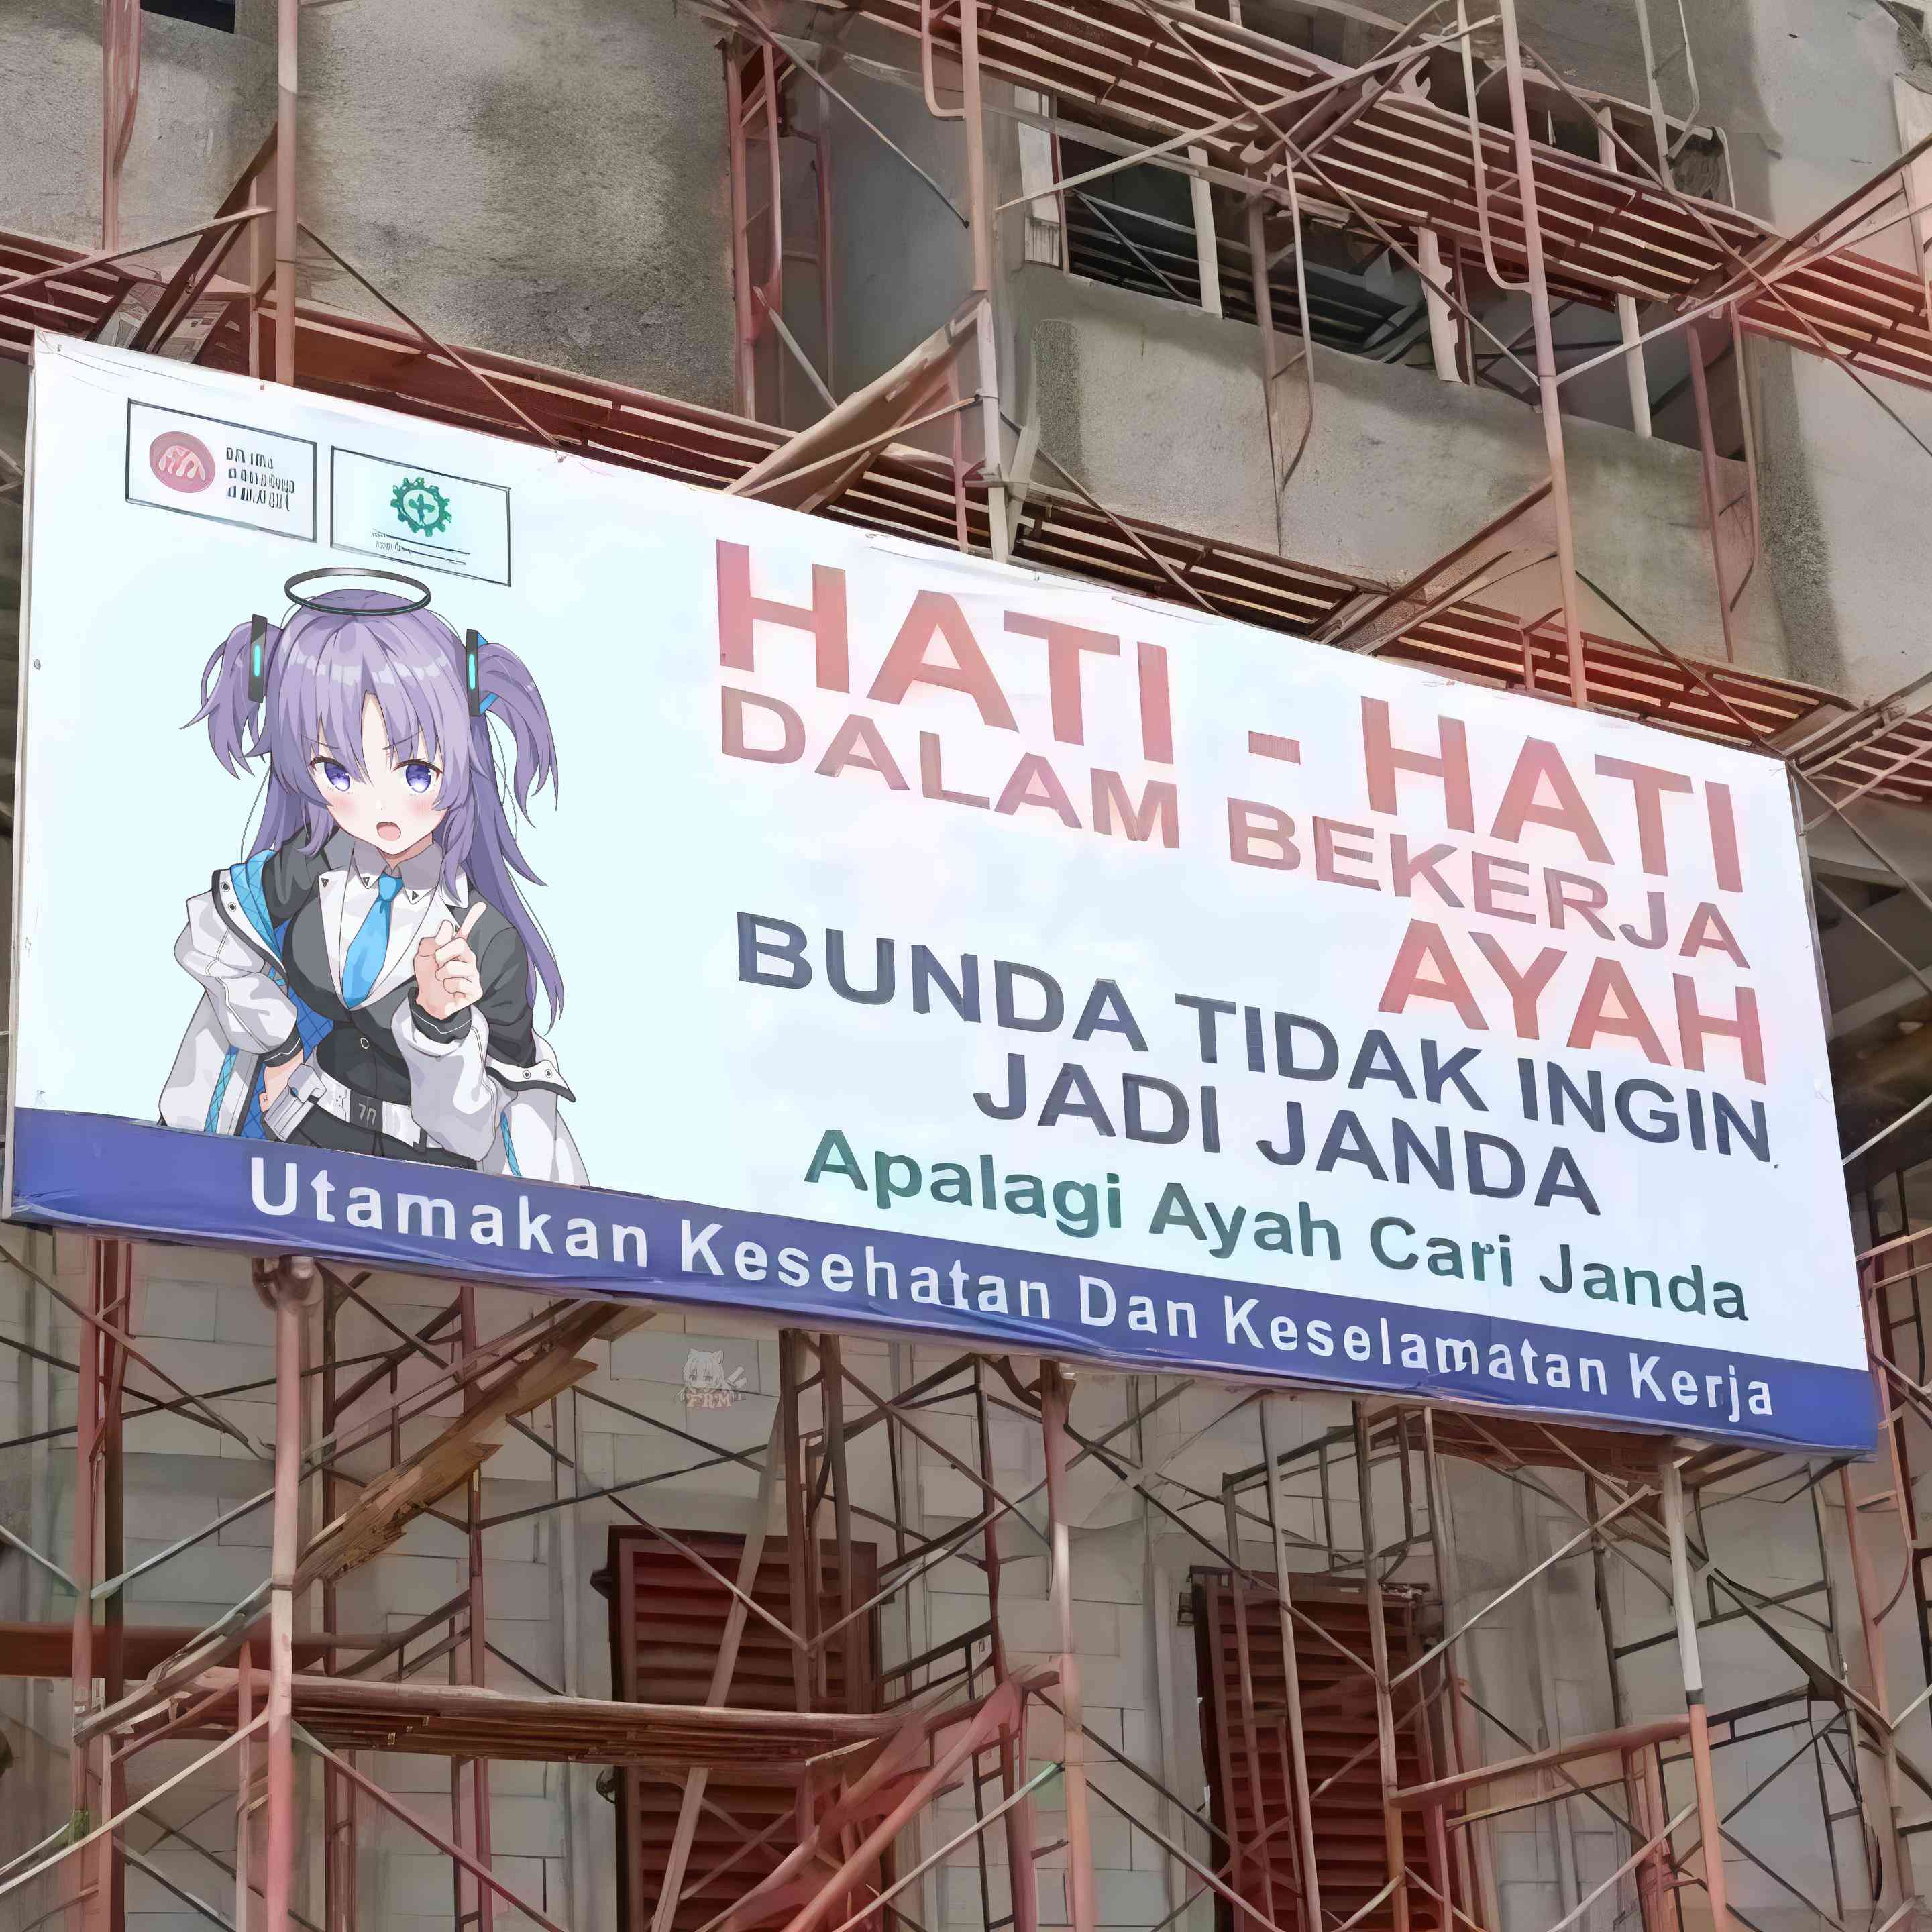 HATI - HATI
DALAM BEKERJA
AYAH
BUNDA TIDAK INGIN
JADI JANDA
Apalagi Ayah Cari Janda
Utamakan Kesehatan Dan Keselamatan Kerja
TRM